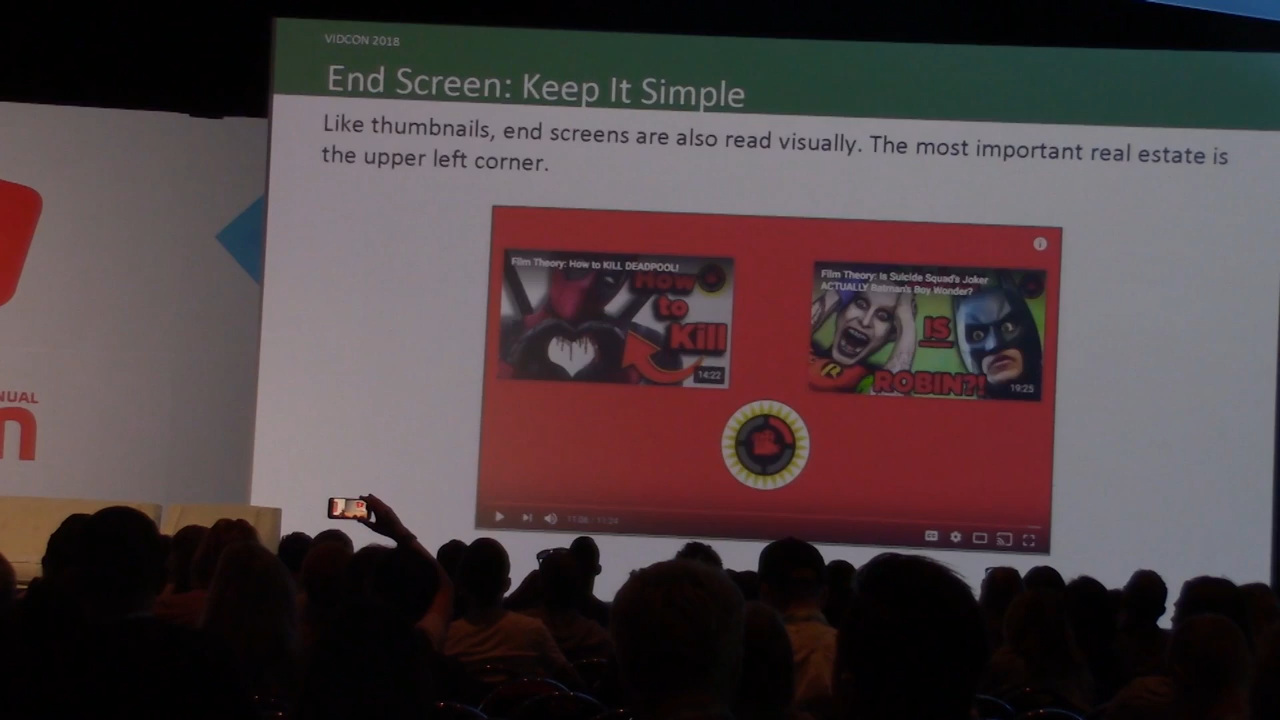 VIDCON 2018
End Screen: Keep It Simple
Like thumbnails, end screens are also read visually. The most important real estate is
the upper left corner.
Film Theory: How to KILL DEADPOOL!
How
to
Kill
14:22
Film Theory: Is Suicide Squad's Joker
ACTUALLY Batman's Boy Wonder?
IS
ROBIN?!
19:25
NUAL
n